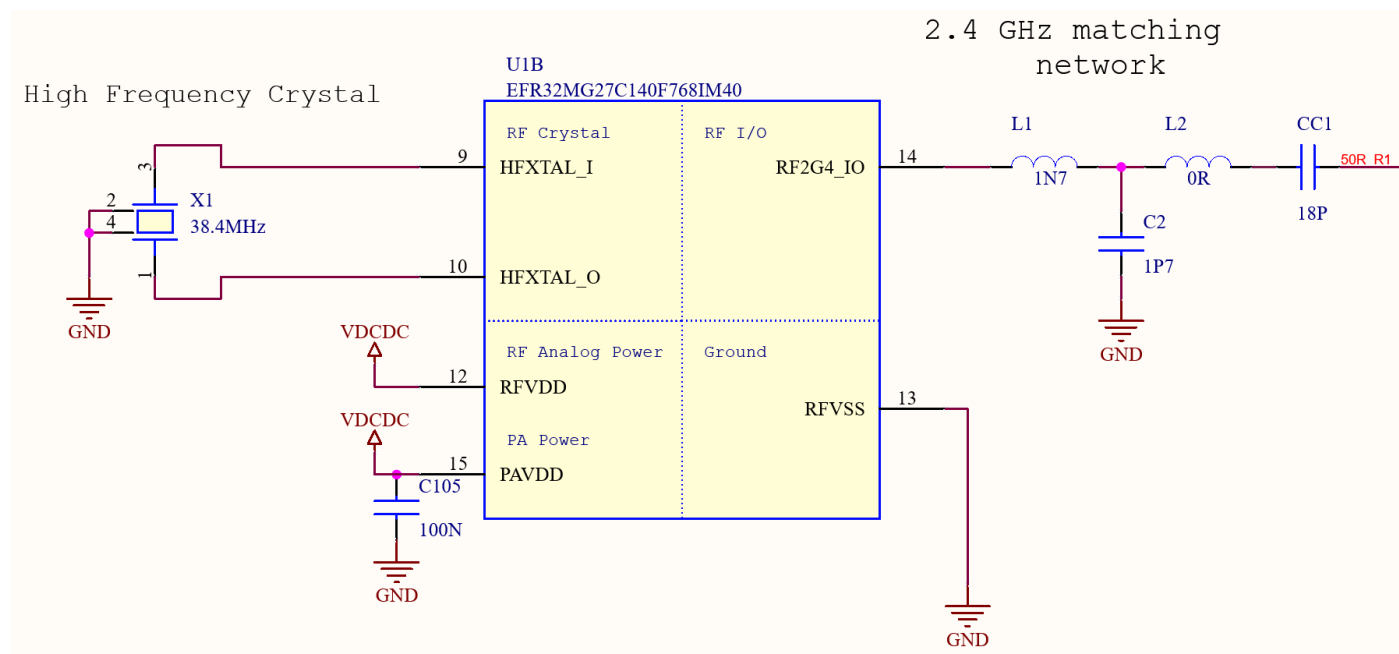 2.4 GHz matching
network
High Frequency Crystal
U1B
EFR32MG27C140F768IM40
RF Crystal
RF I/O
9
HFXTAL_I
RF2G4_IO
14
L1
1N7
L2
0R
CC1
18P
50R R1
3
2
4
1
X1
38.4MHz
GND
10
HFXTAL_O
C2
1P7
GND
VDCDC
RF Analog Power
Ground
12
RFVDD
RFVSS
13
VDCDC
PA Power
15
PAVDD
C105
100N
GND
GND